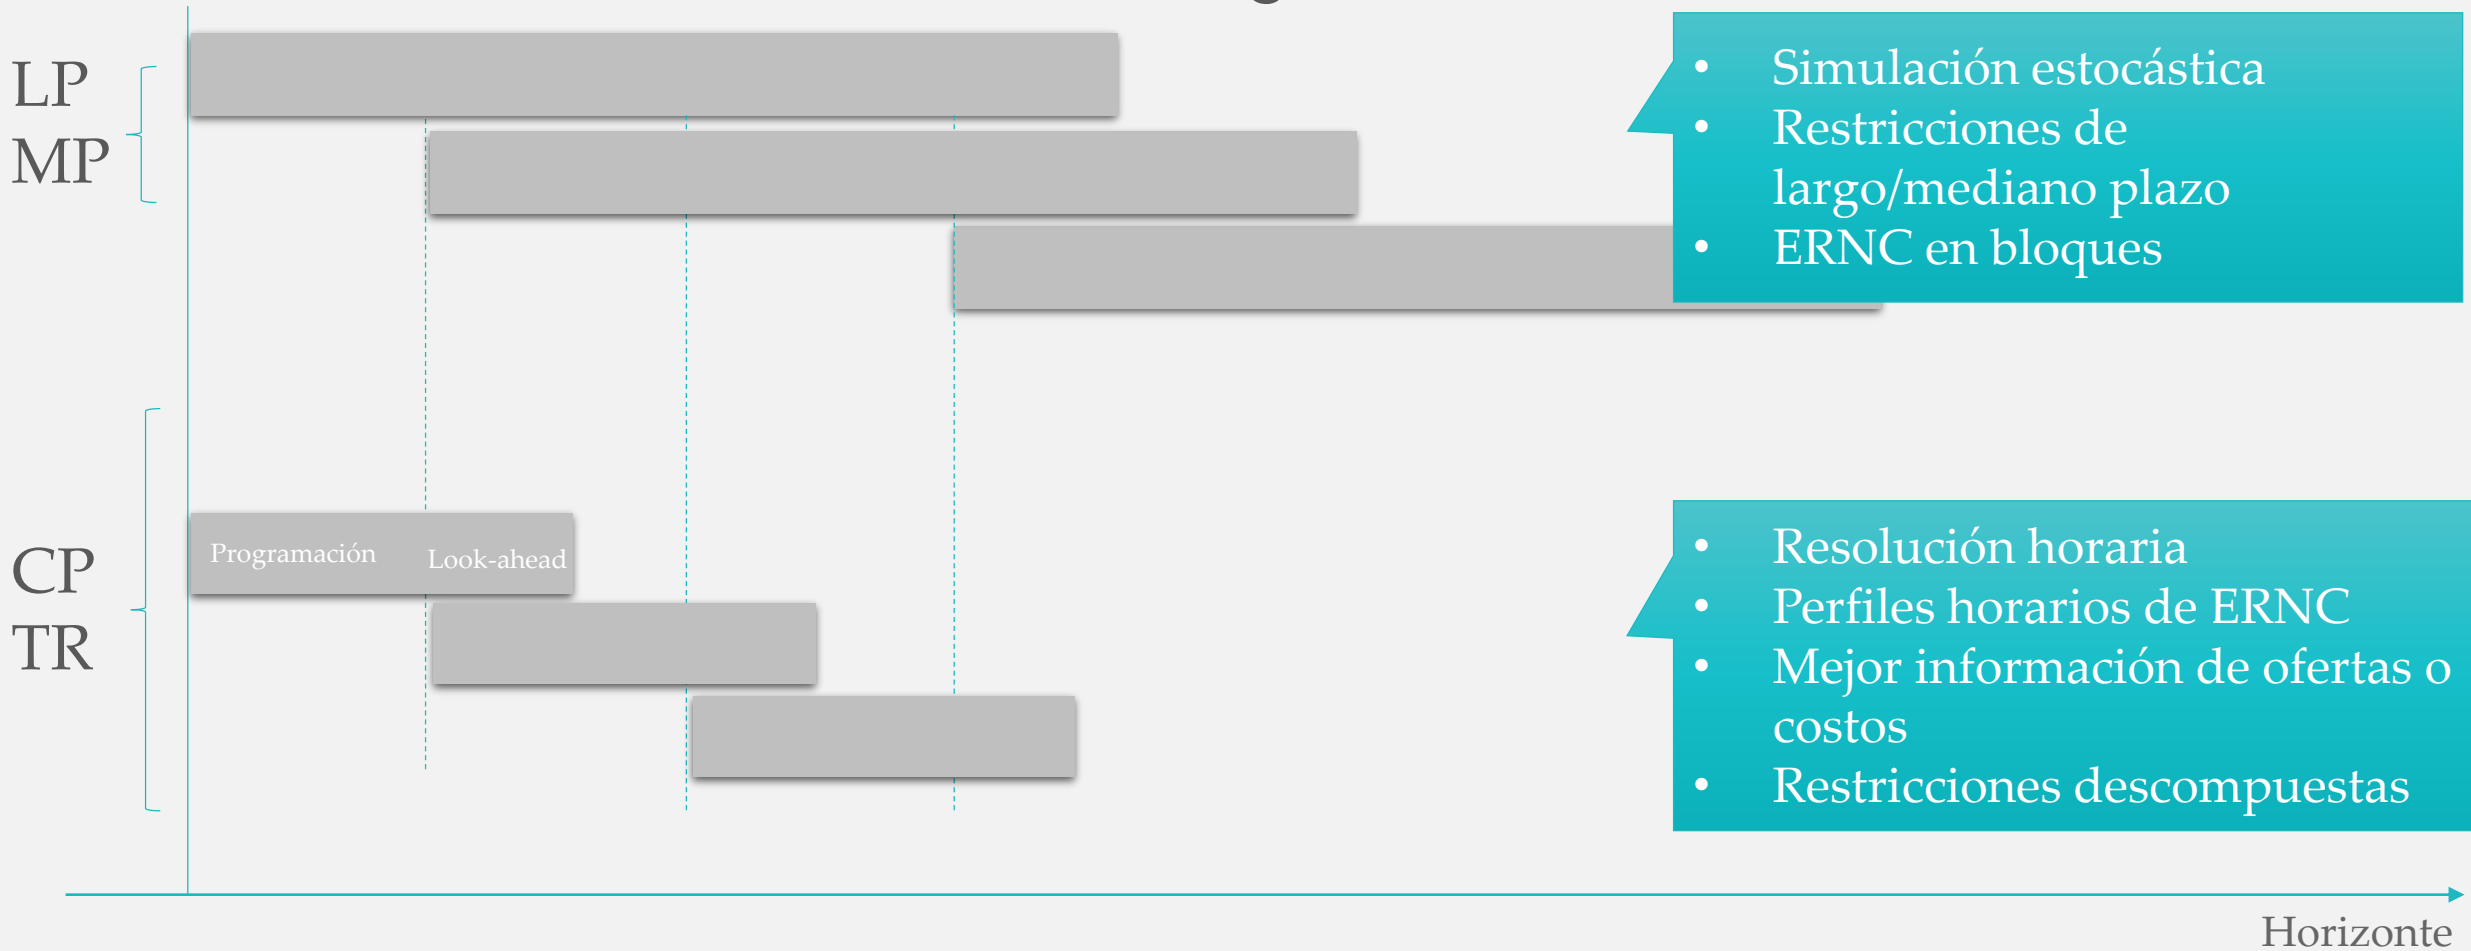 LP
MP
• Simulación estocástica
• Restricciones de
largo/mediano plazo
• ERNC en bloques
CP
TR
Programación
Look-ahead
• Resolución horaria
• Perfiles horarios de ERNC
• Mejor información de ofertas o
costos
• Restricciones descompuestas
Horizonte